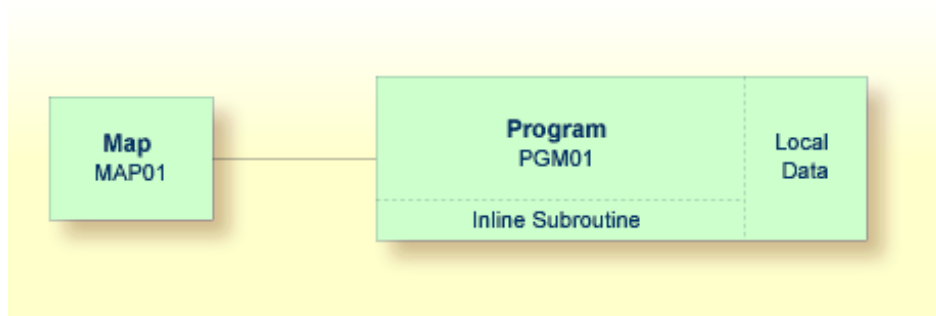 Map
MAP01
Program
PGM01
Inline Subroutine
Local
Data